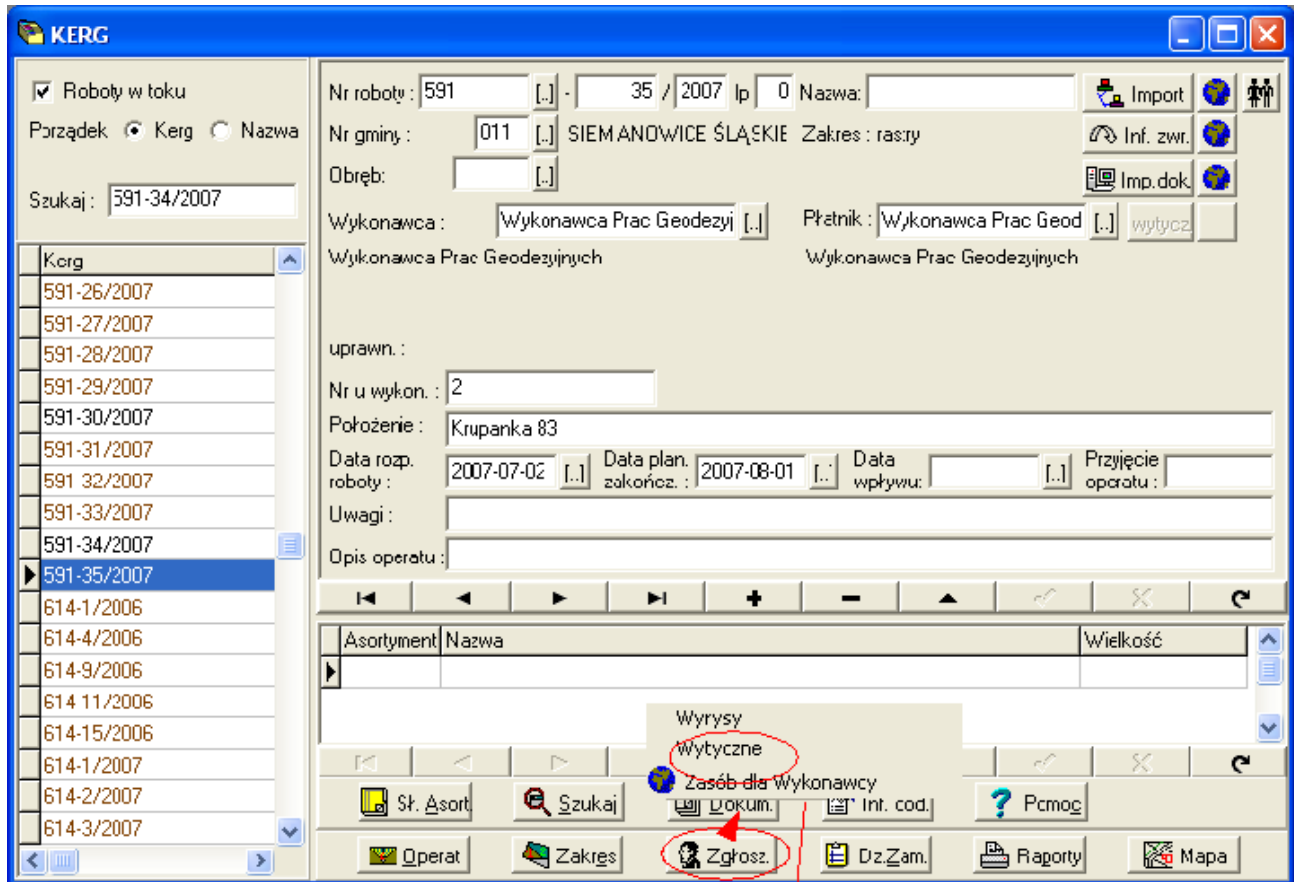 KERG
Roboty w toku
Porządek Kerg Nazwa
Szukaj : 591-34/2007
Kerg
591-26/2007
591-27/2007
591-28/2007
591-29/2007
591-30/2007
591-31/2007
591 32/2007
591-33/2007
591-34/2007
591-35/2007
614-1/2006
614-4/2006
614-9/2006
614 11/2006
614-15/2006
614-1/2007
614-2/2007
614-3/2007
Nr roboty : 591 [..] - 35 / 2007 lp 0 Nazwa: Import
Nr gminy : 011 [..] SIEMIANOWICE ŚLĄSKIE Zakres : rastry Inf. zwr.
Obręb: [..] Imp.dok.
Wykonawca : Wykonawca Prac Geodezyj [..] Płatnik : Wykonawca Prac Geod [..] wytycz
Wykonawca Prac Geodezyjnych Wykonawca Prac Geodezyjnych
uprawn. :
Nr u wykon. : 2
Położenie : Krupanka 83
Data rozp. roboty : 2007-07-02 [..] Data plan. zakończ. : 2007-08-01 [..] Data wpływu: [..] Przyjęcie operatu :
Uwagi :
Opis operatu :
Asortyment Nazwa Wielkość
Wyrysy
Wytyczne
Zasób dla Wykonawcy
Sł. Asort Szukaj Dokum. Inf. cod. Pomoc
Operat Zakres Zgłosz. Dz.Zam. Raporty Mapa